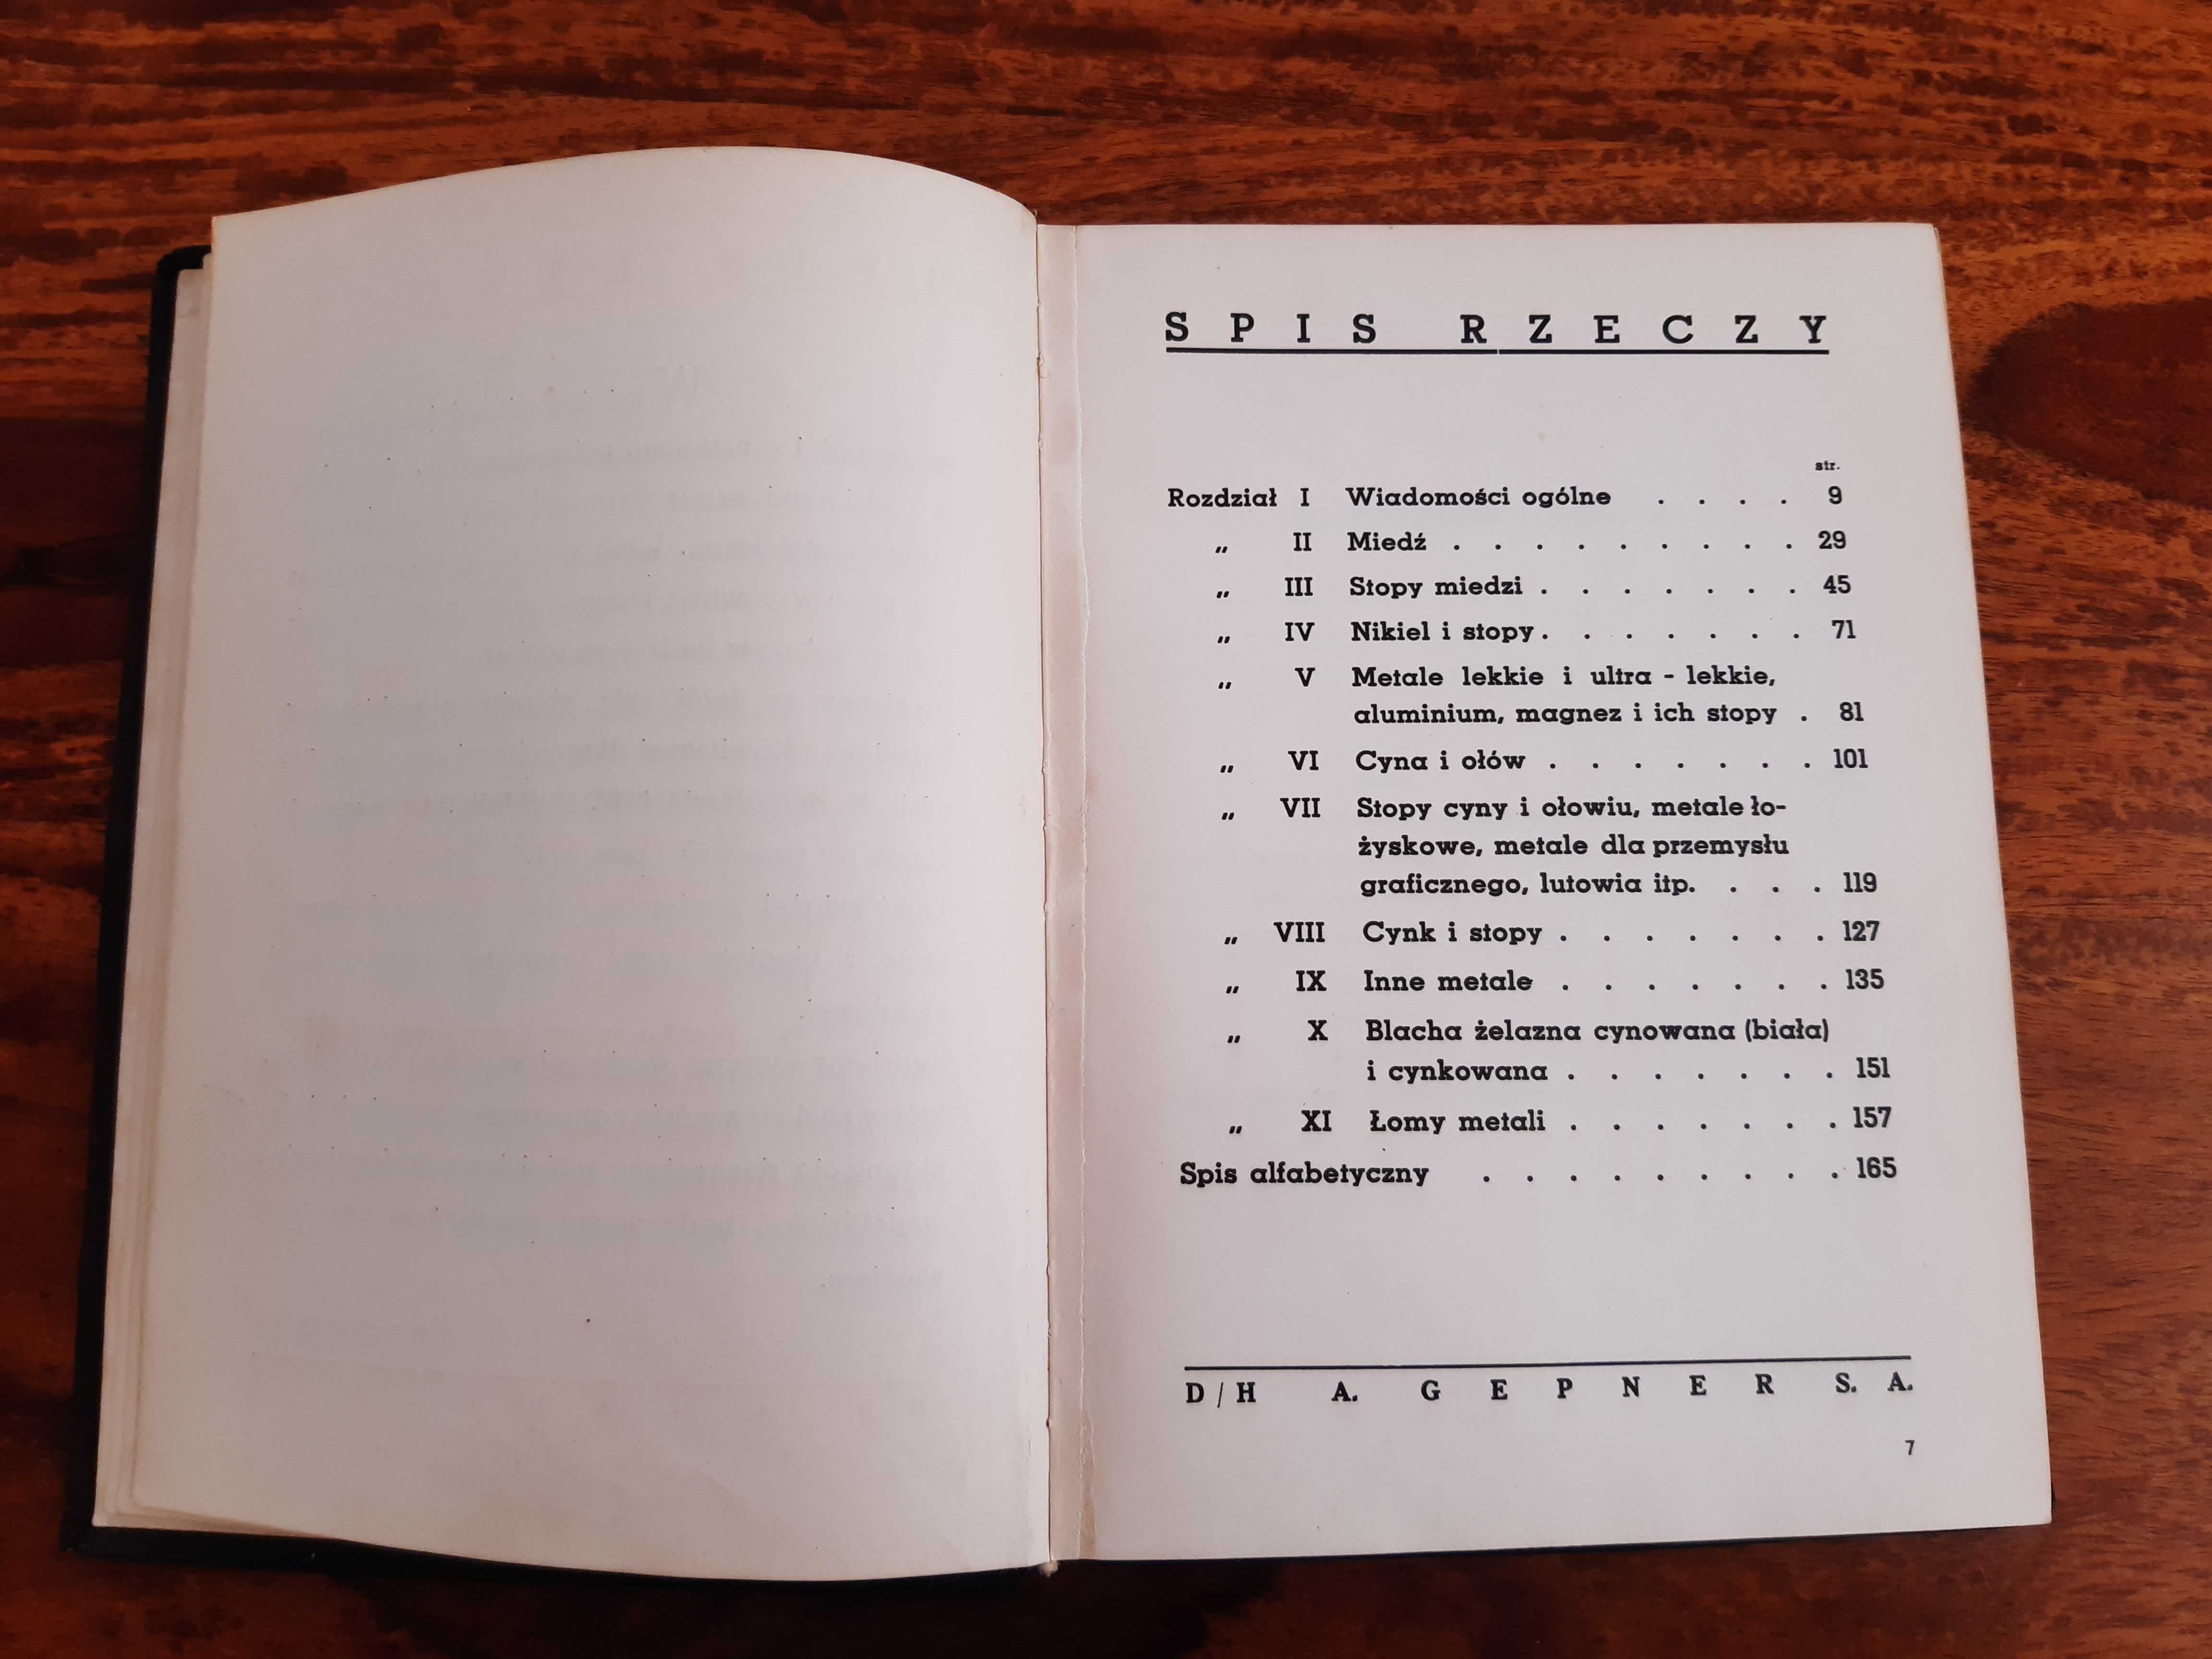 SPIS RZECZY
str.
Rozdział I Wiadomości ogólne . . . . 9
„ II Miedź . . . . . . . . . 29
„ III Stopy miedzi . . . . . . . 45
„ IV Nikiel i stopy . . . . . . . 71
„ V Metale lekkie i ultra - lekkie,
aluminium, magnez i ich stopy . 81
„ VI Cyna i ołów . . . . . . . 101
„ VII Stopy cyny i ołowiu, metale ło-
żyskowe, metale dla przemysłu
graficznego, lutowia itp. . . . 119
„ VIII Cynk i stopy . . . . . . . 127
„ IX Inne metale . . . . . . . 135
„ X Blacha żelazna cynowana (biała)
i cynkowana . . . . . . . 151
„ XI Łomy metali . . . . . . . 157
Spis alfabetyczny . . . . . . . . . 165
D/H A. GEPNER S. A.
7